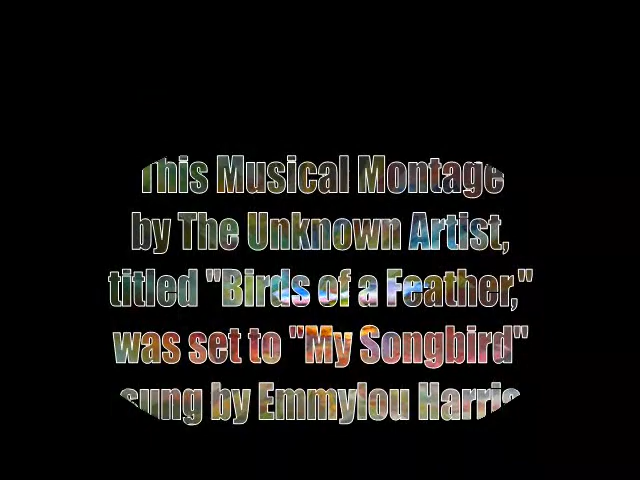 This Musical Montage
by The Unknown Artist,
titled "Birds of a Feather,"
was set to "My Songbird"
sung by Emmylou Harris